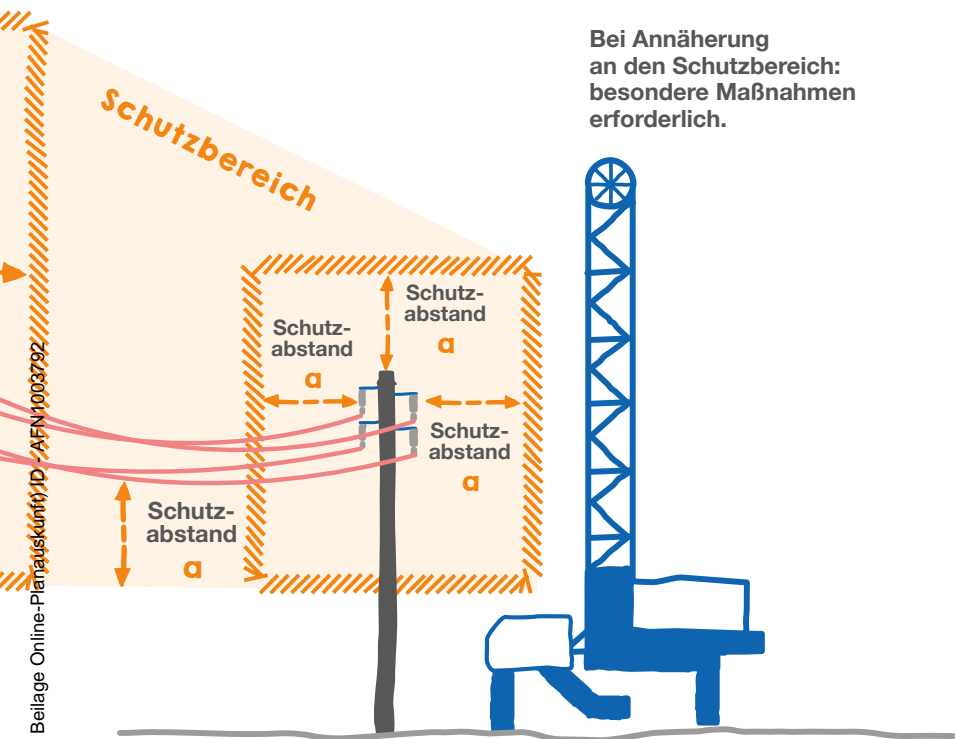 Bei Annäherung
an den Schutzbereich:
besondere Maßnahmen
erforderlich.
Schutzbereich
Schutz-
abstand
a
Schutz-
abstand
a
Schutz-
abstand
a
Schutz-
abstand
a
Beilage Online-Planauskunft) ID - AFN1003792